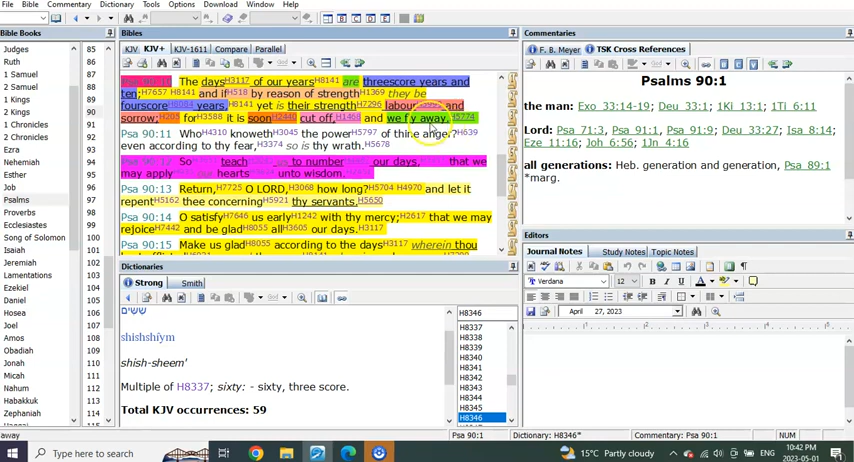 File View Commentary Dictionary Tools Options Download Window Help
Bible Books
Judges
Ruth
1 Samuel
2 Samuel
1 Kings
2 Kings
1 Chronicles
2 Chronicles
Ezra
Nehemiah
Esther
Job
Psalms
Proverbs
Ecclesiastes
Song of Solomon
Isaiah
Jeremiah
Lamentations
Ezekiel
Daniel
Hosea
Joel
Amos
Obadiah
Jonah
Micah
Nahum
Habakkuk
Zephaniah
Haggai
85
86
87
88
89
90
91
92
93
94
95
96
97
98
99
100
101
102
103
104
105
106
107
108
109
110
111
112
113
114
Bibles
KJV KJV+ KJV-1611 Compare Parallel
Psa 90:10 The days H3117 of our years H8141 are threescore years and
ten; H7657 H8141 and if H518 by reason of strength H1369 they be
fourscore H8084 years, H8141 yet is their strength H7296 labour and
sorrow; H205 for H3588 it is soon H2440 cut off, H1468 and we fly away. H5774
Psa 90:11 Who H4310 knoweth H3045 the power H5797 of thine anger? H639
even according to thy fear, H3374 so is thy wrath. H5678
Psa 90:12 So teach us to number our days, that we
may apply our hearts unto wisdom.
Psa 90:13 Return, H7725 O LORD, H3068 how long? H5704 H4970 and let it
repent H5162 thee concerning H5921 thy servants. H5650
Psa 90:14 O satisfy H7646 us early H1242 with thy mercy; H2617 that we may
rejoice H7442 and be glad H8055 all H3605 our days. H3117
Psa 90:15 Make us glad H8055 according to the days H3117 wherein thou
Dictionaries
Strong Smith
ששים
shishshîym
shish-sheem'
Multiple of H8337; sixty: - sixty, three score.
Total KJV occurrences: 59
H8346
H8337
H8338
H8339
H8340
H8341
H8342
H8343
H8344
H8345
H8346
Commentaries
F. B. Meyer TSK Cross References
Psalms 90:1
the man: Exo 33:14-19; Deu 33:1; 1Ki 13:1; 1Ti 6:11
Lord: Psa 71:3, Psa 91:1, Psa 91:9; Deu 33:27; Isa 8:14;
Eze 11:16; Joh 6:56; 1Jn 4:16
all generations: Heb. generation and generation, Psa 89:1
*marg.
Editors
Journal Notes Study Notes Topic Notes
Verdana 12 B I U A
April 27, 2023
1 2 3 4
away
Psa 90:1 Dictionary: H8346* Commentary: Psa 90:1 NUM
Type here to search
15°C Partly cloudy
ENG
10:42 PM
2023-05-01